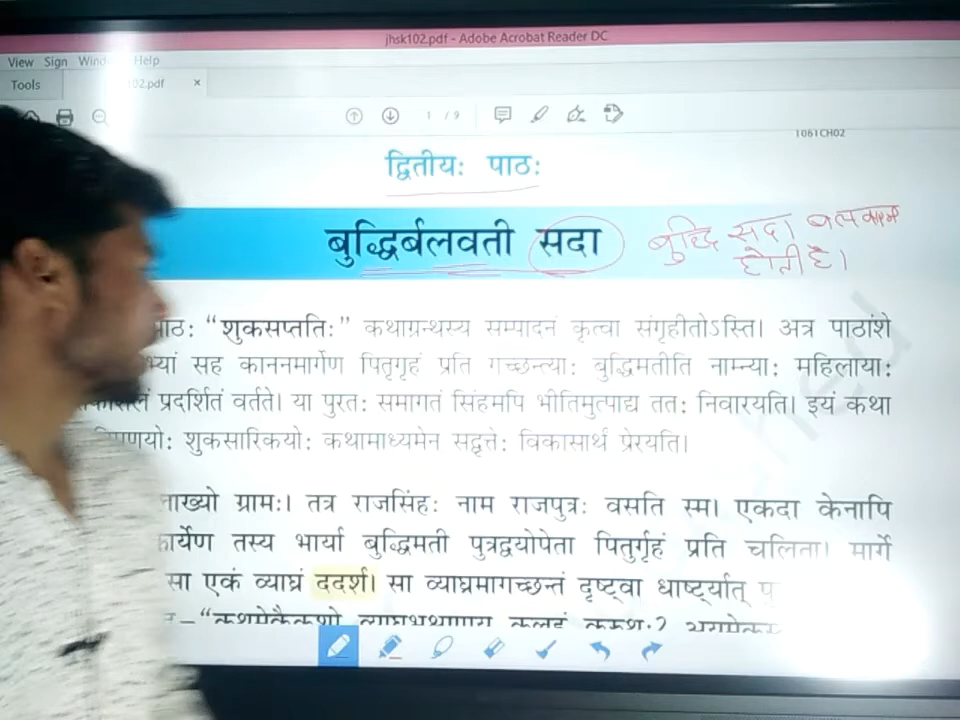 jhsk102.pdf - Adobe Acrobat Reader DC
View Sign Wind Help
Tools 02.pdf ×
1 / 9
1061CH02
द्वितीयः पाठः
बुद्धिर्बलवती सदा
बुद्धि सदा
होती है।
ाठः “शुकसप्ततिः” कथाग्रन्थस्य सम्पादनं कृत्वा संगृहीतोऽस्ति। अत्र पाठांशे
भ्यां सह काननमार्गेण पितृगृहं प्रति गच्छन्त्याः बुद्धिमतीति नाम्न्याः महिलायाः
प्रदर्शितं वर्तते। या पुरतः समागतं सिंहमपि भीतिमुत्पाद्य ततः निवारयति। इयं कथा
णयोः शुकसारिकयोः कथामाध्यमेन सद्वृत्तेः विकासार्थं प्रेरयति।
ाख्यो ग्रामः। तत्र राजसिंहः नाम राजपुत्रः वसति स्म। एकदा केनापि
कार्येण तस्य भार्या बुद्धिमती पुत्रद्वयोपेता पितुर्गृहं प्रति चलिता। मार्गे
सा एकं व्याघ्रं ददर्श। सा व्याघ्रमागच्छन्तं दृष्ट्वा धार्ष्ट्यात् प